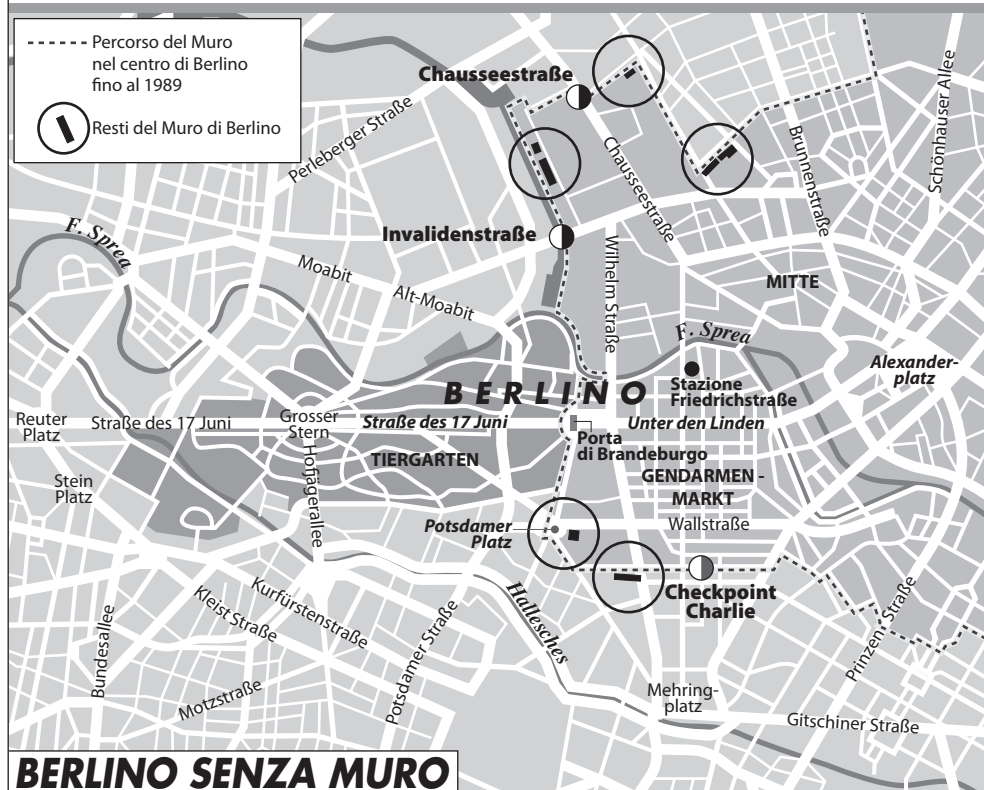 Percorso del Muro
nel centro di Berlino
fino al 1989
Resti del Muro di Berlino
Chausseestraße
Perleberger Straße
Chausseestraße
Brunnenstraße
Schönhauser Allee
F. Sprea
Invalidenstraße
Moabit
Alt-Moabit
Wilhelm Straße
MITTE
F. Sprea
Alexander-
platz
BERLINO
Stazione
Friedrichstraße
Reuter
Platz
Straße des 17 Juni
Grosser
Stern
Straße des 17 Juni
Unter den Linden
Porta
di Brandeburgo
TIERGARTEN
Hofjägerallee
GENDARMEN -
MARKT
Stein
Platz
Potsdamer
Platz
Wallstraße
Checkpoint
Charlie
Hallesches
Kurfürstenstraße
Kleist Straße
Bundesallee
Motzstraße
Potsdamer Straße
Prinzen Straße
Mehring-
platz
Gitschiner Straße
BERLINO SENZA MURO